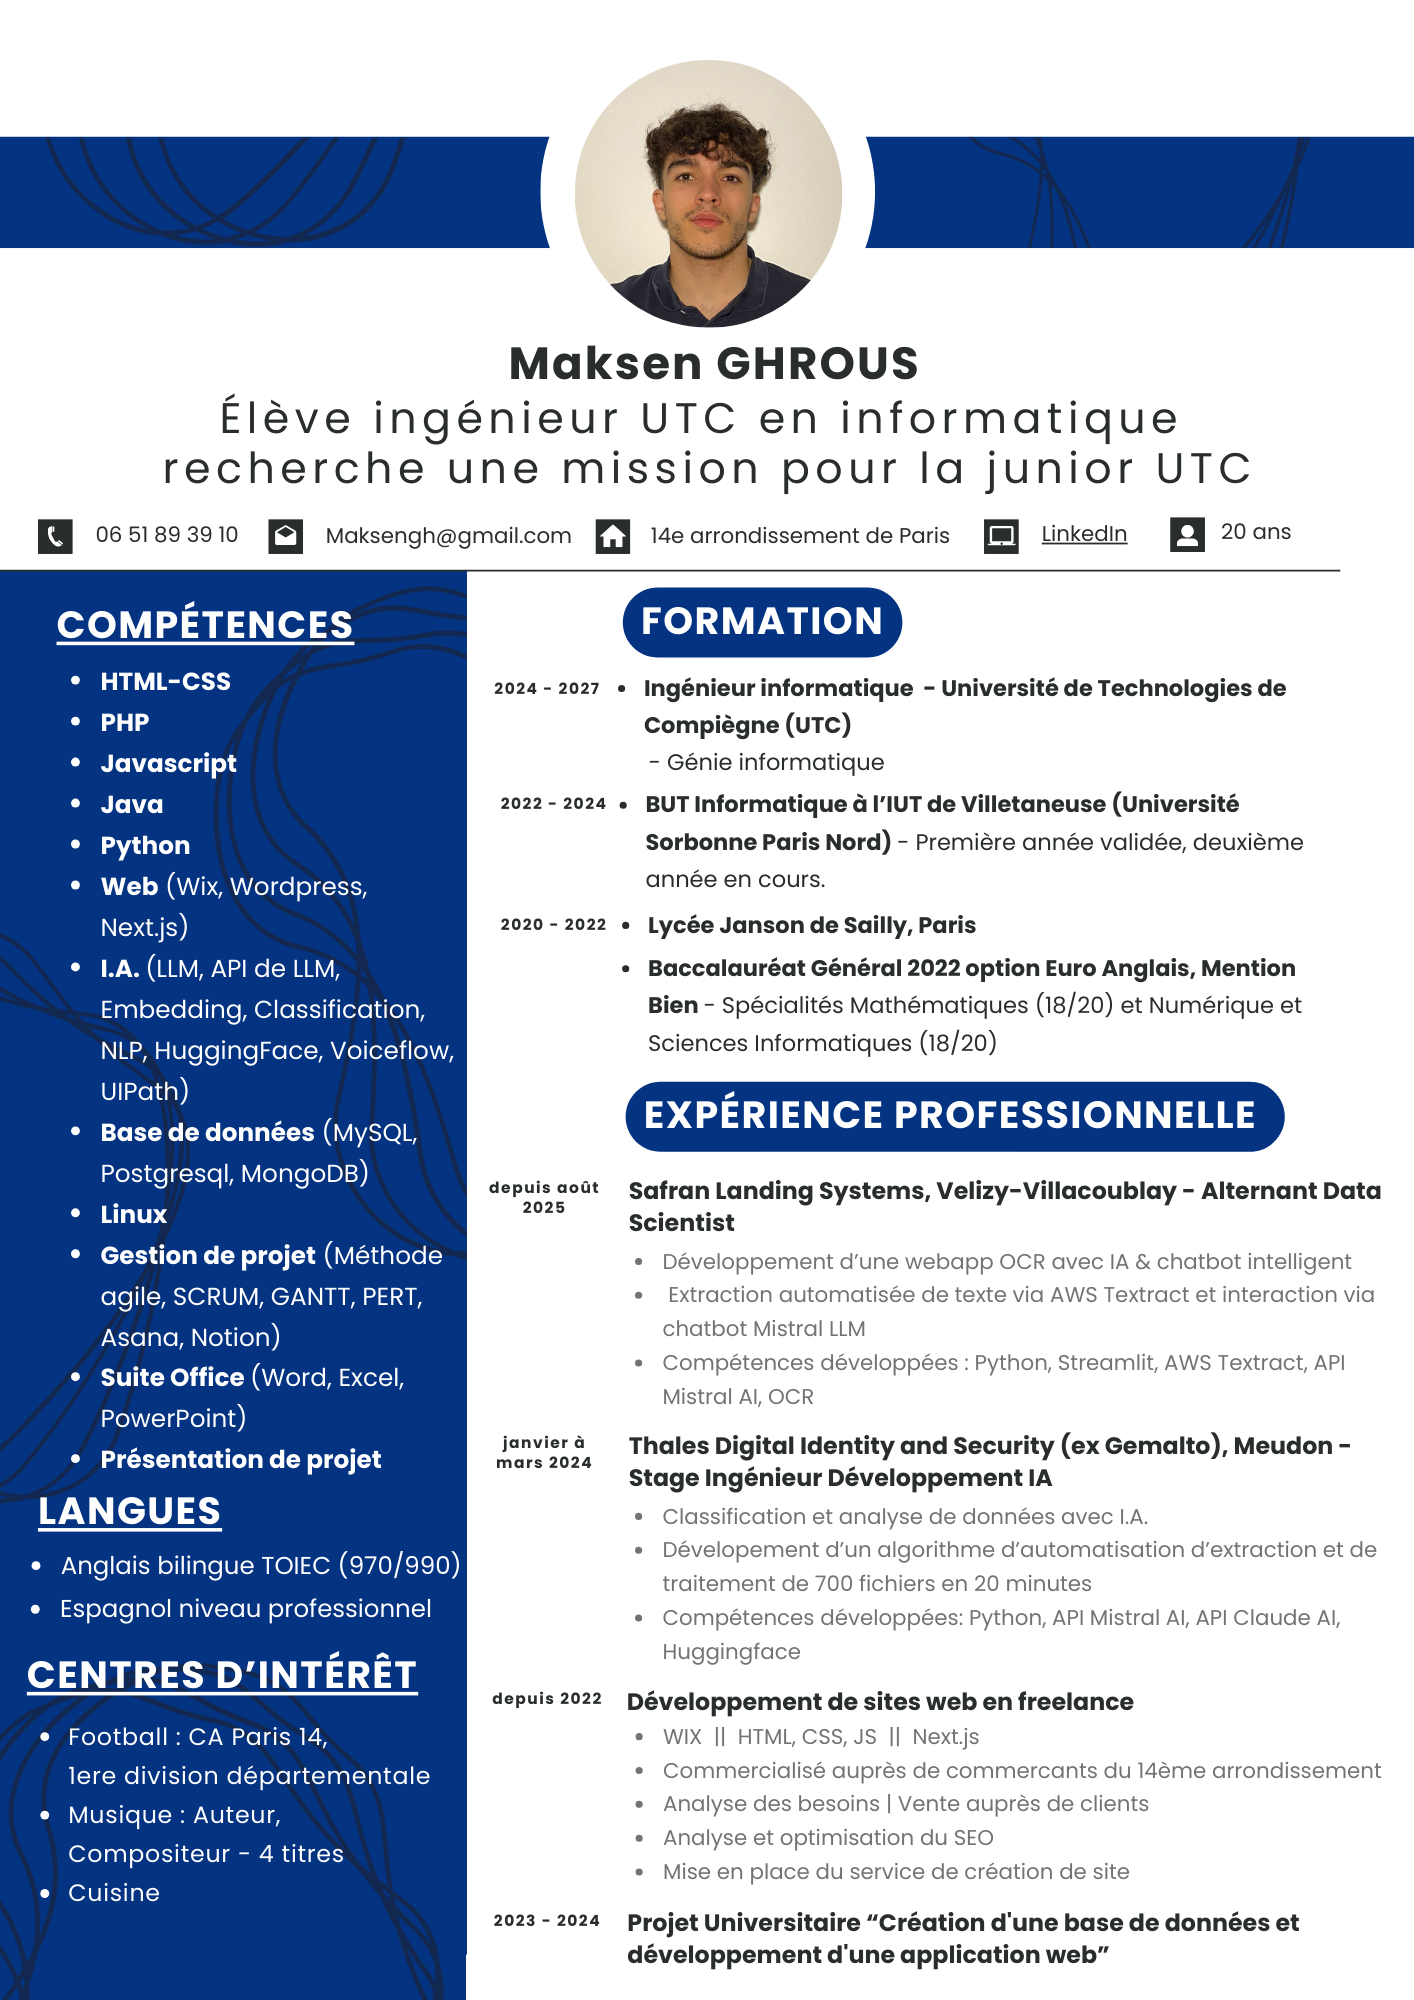 Maksen GHROUS
Élève ingénieur UTC en informatique
recherche une mission pour la junior UTC
06 51 89 39 10
Maksengh@gmail.com
14e arrondissement de Paris
LinkedIn
20 ans
COMPÉTENCES
HTML-CSS
PHP
Javascript
Java
Python
Web (Wix, Wordpress,
Next.js)
I.A. (LLM, API de LLM,
Embedding, Classification,
NLP, HuggingFace, Voiceflow,
UIPath)
Base de données (MySQL,
Postgresql, MongoDB)
Linux
Gestion de projet (Méthode
agile, SCRUM, GANTT, PERT,
Asana, Notion)
Suite Office (Word, Excel,
PowerPoint)
Présentation de projet
LANGUES
Anglais bilingue TOIEC (970/990)
Espagnol niveau professionnel
CENTRES D’INTÉRÊT
Football : CA Paris 14,
1ere division départementale
Musique : Auteur,
Compositeur - 4 titres
Cuisine
FORMATION
2024 - 2027
Ingénieur informatique - Université de Technologies de
Compiègne (UTC)
- Génie informatique
2022 - 2024
BUT Informatique à l’IUT de Villetaneuse (Université
Sorbonne Paris Nord) - Première année validée, deuxième
année en cours.
2020 - 2022
Lycée Janson de Sailly, Paris
Baccalauréat Général 2022 option Euro Anglais, Mention
Bien - Spécialités Mathématiques (18/20) et Numérique et
Sciences Informatiques (18/20)
EXPÉRIENCE PROFESSIONNELLE
depuis août
2025
Safran Landing Systems, Velizy-Villacoublay - Alternant Data
Scientist
Développement d’une webapp OCR avec IA & chatbot intelligent
Extraction automatisée de texte via AWS Textract et interaction via
chatbot Mistral LLM
Compétences développées : Python, Streamlit, AWS Textract, API
Mistral AI, OCR
janvier à
mars 2024
Thales Digital Identity and Security (ex Gemalto), Meudon -
Stage Ingénieur Développement IA
Classification et analyse de données avec I.A.
Dévelopement d’un algorithme d’automatisation d’extraction et de
traitement de 700 fichiers en 20 minutes
Compétences développées: Python, API Mistral AI, API Claude AI,
Huggingface
depuis 2022
Développement de sites web en freelance
WIX || HTML, CSS, JS || Next.js
Commercialisé auprès de commercants du 14ème arrondissement
Analyse des besoins | Vente auprès de clients
Analyse et optimisation du SEO
Mise en place du service de création de site
2023 - 2024
Projet Universitaire “Création d'une base de données et
développement d'une application web”